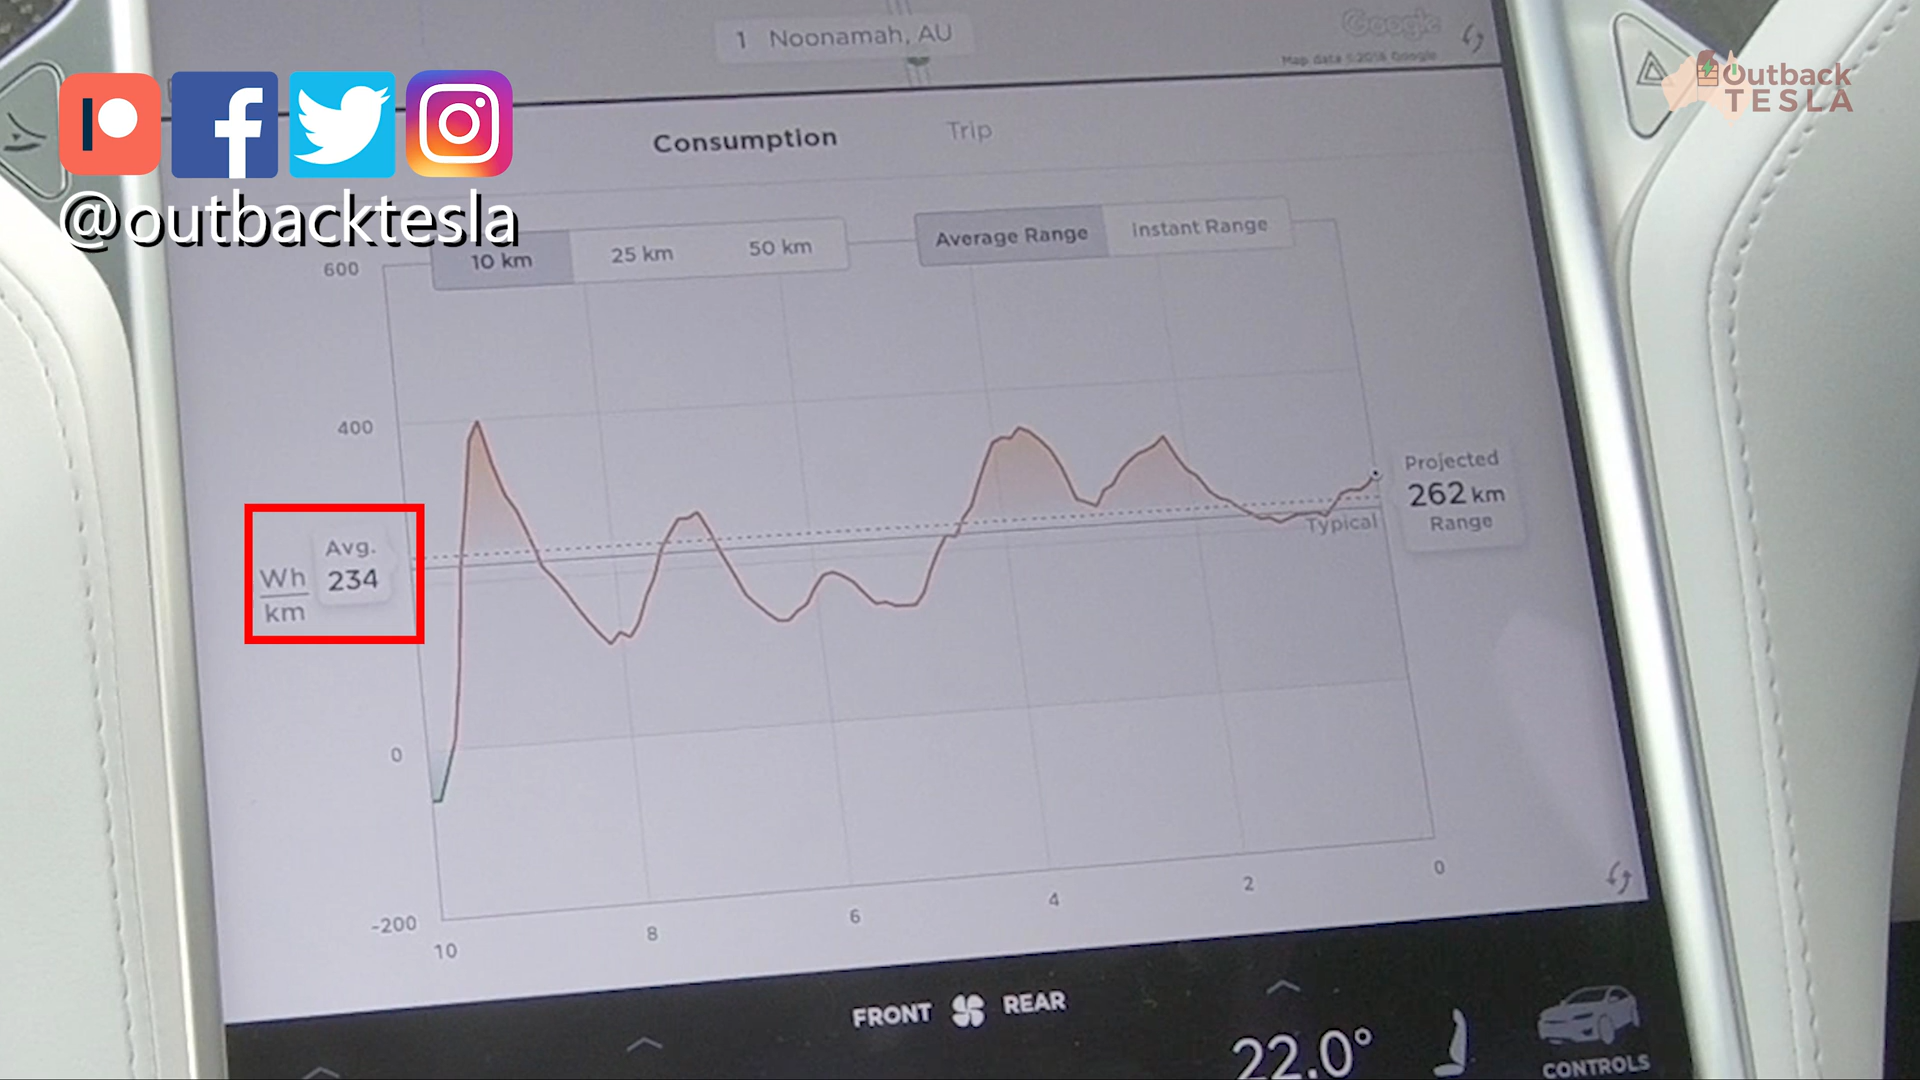 1 Noonamah, AU
Google
Map data ©2018 Google
Outback
TESLA
@outbacktesla
Consumption
Trip
10 km
25 km
50 km
Average Range
Instant Range
600
400
Avg.
234
Wh
km
0
-200
Typical
Projected
262 km
Range
10
8
6
4
2
0
FRONT
REAR
22.0°
CONTROLS